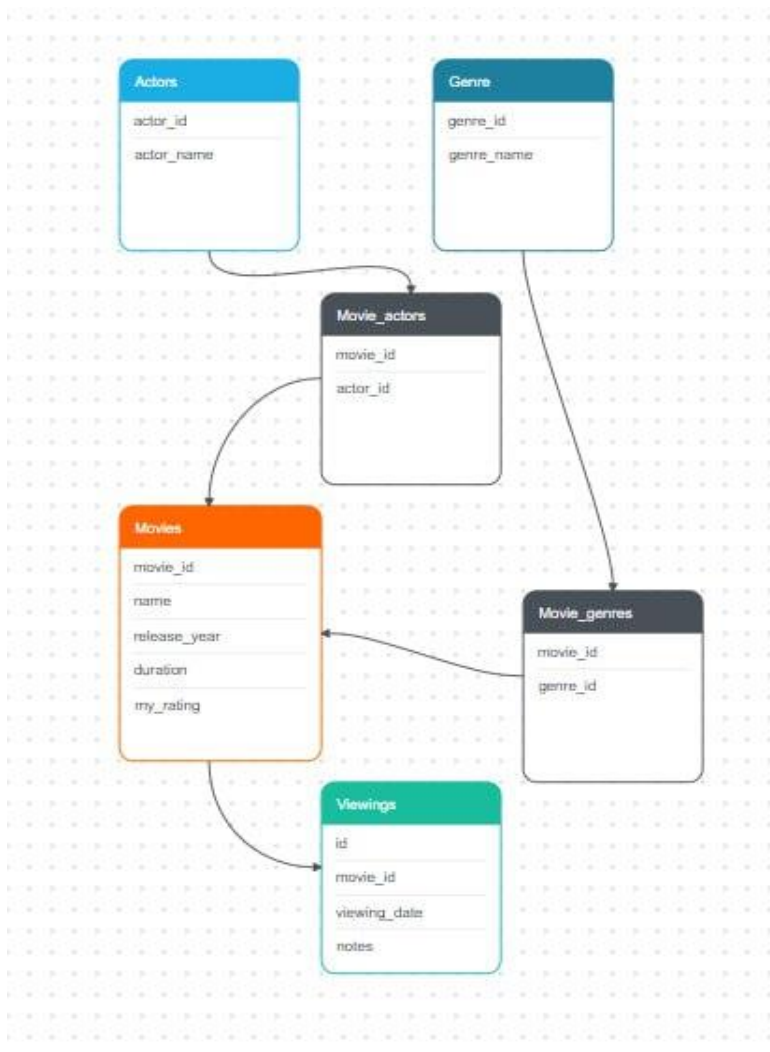 Actors
actor_id
actor_name
Genre
genre_id
genre_name
Movie_actors
movie_id
actor_id
Movies
movie_id
name
release_year
duration
my_rating
Movie_genres
movie_id
genre_id
Viewings
id
movie_id
viewing_date
notes